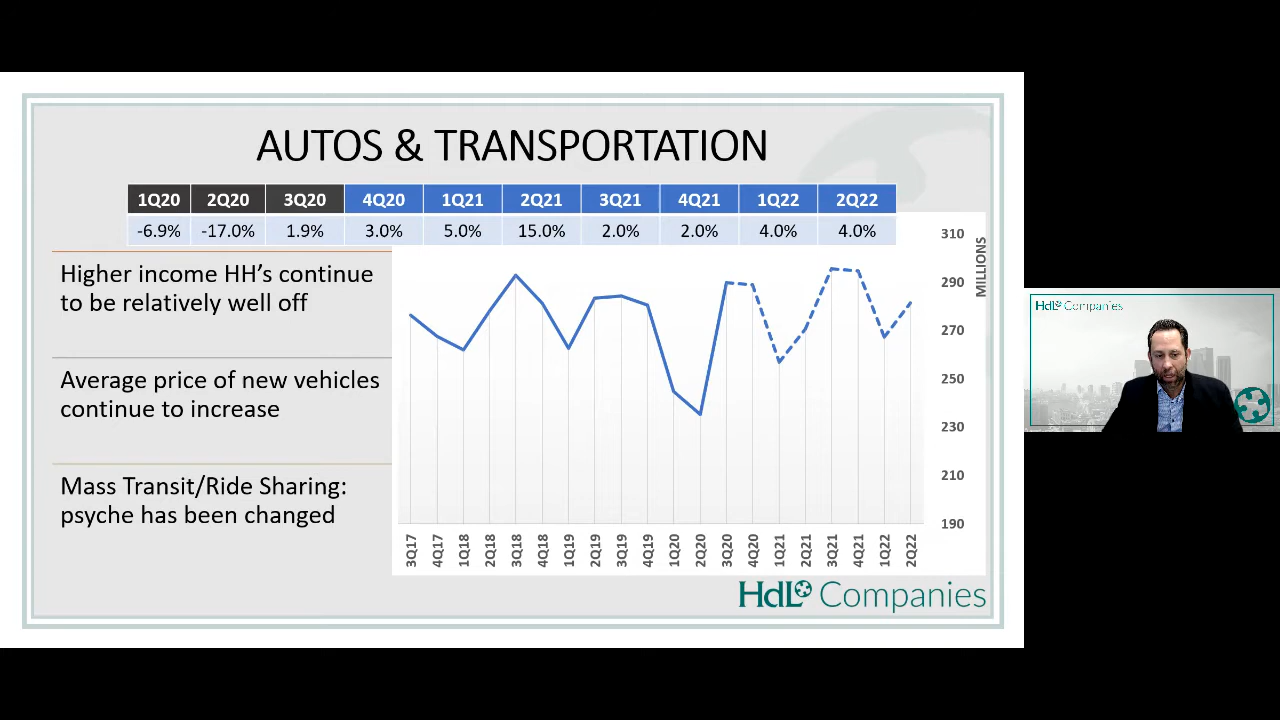 AUTOS & TRANSPORTATION
1Q20 2Q20 3Q20 4Q20 1Q21 2Q21 3Q21 4Q21 1Q22 2Q22
-6.9% -17.0% 1.9% 3.0% 5.0% 15.0% 2.0% 2.0% 4.0% 4.0%
Higher income HH's continue
to be relatively well off
Average price of new vehicles
continue to increase
Mass Transit/Ride Sharing:
psyche has been changed
310
290
270
250
230
210
190
MILLIONS
3Q17 4Q17 1Q18 2Q18 3Q18 4Q18 1Q19 2Q19 3Q19 4Q19 1Q20 2Q20 3Q20 4Q20 1Q21 2Q21 3Q21 4Q21 1Q22 2Q22
HdL Companies
HdL Companies